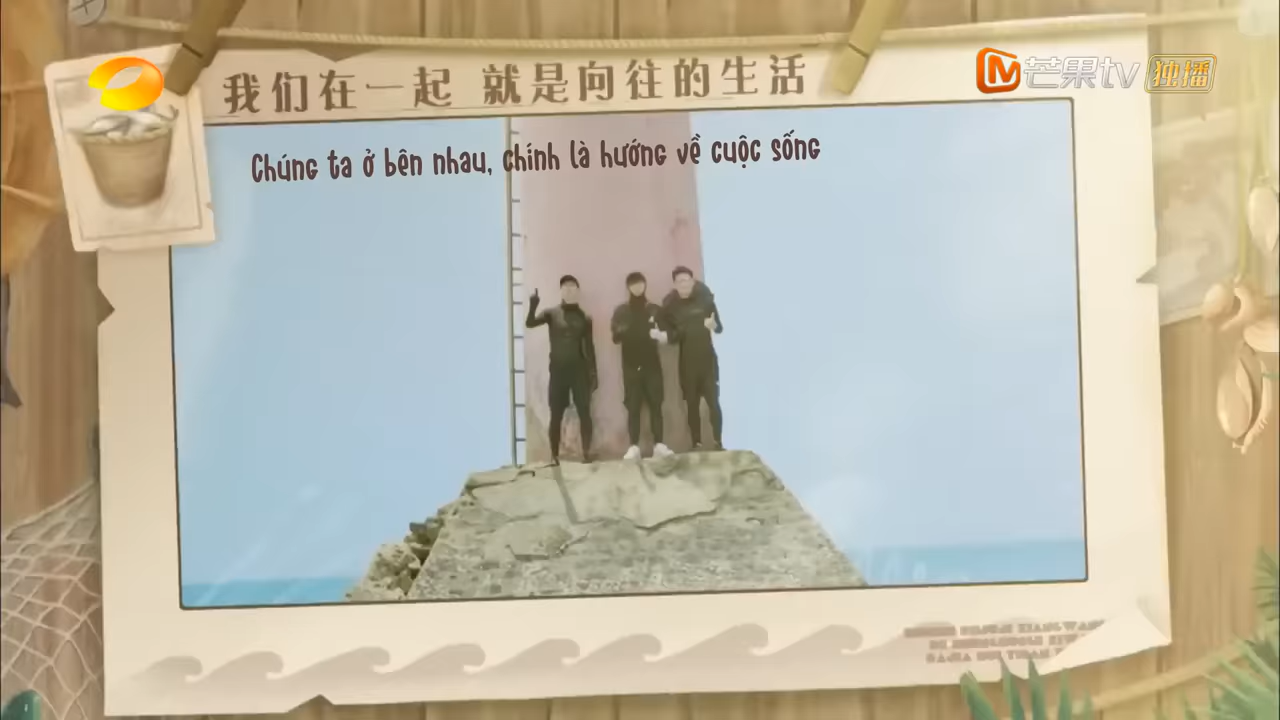 我们在一起 就是向往的生活
芒果tv 独播
Chúng ta ở bên nhau, chính là hướng về cuộc sống